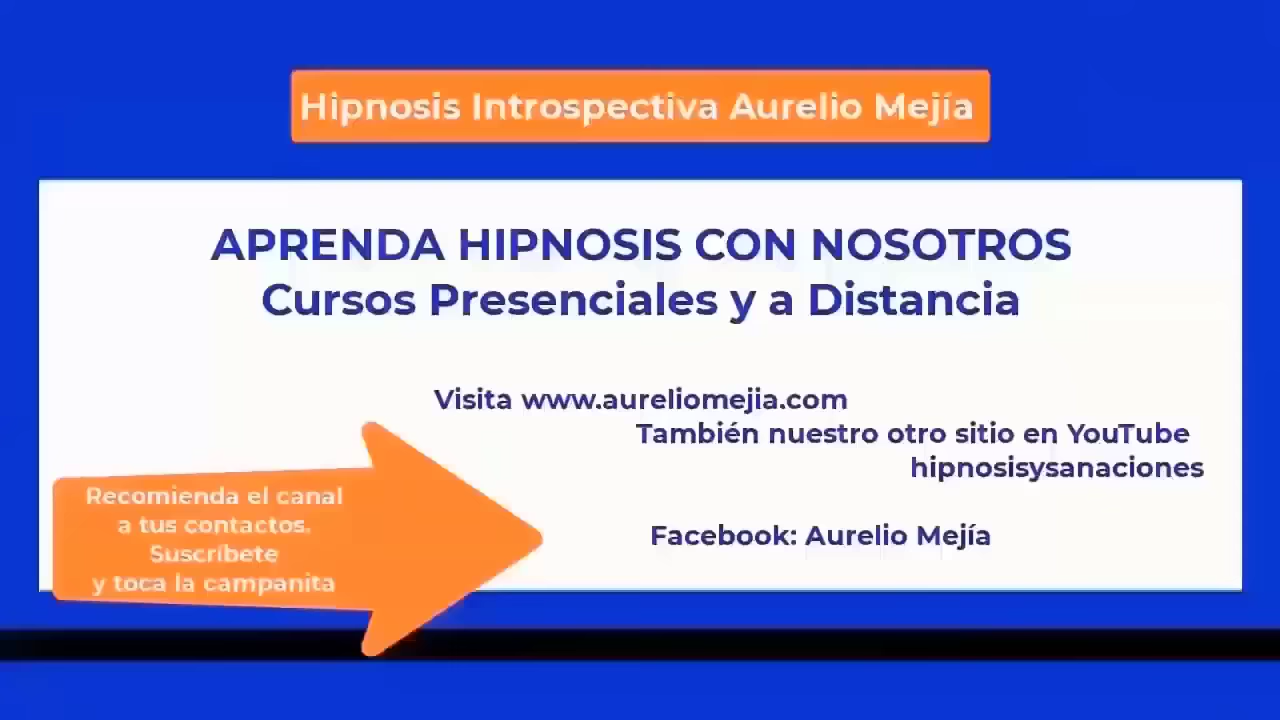 Hipnosis Introspectiva Aurelio Mejía
APRENDA HIPNOSIS CON NOSOTROS
Cursos Presenciales y a Distancia
Visita www.aureliomejia.com
También nuestro otro sitio en YouTube
hipnosisysanaciones
Facebook: Aurelio Mejía
Recomienda el canal
a tus contactos.
Suscríbete
y toca la campanita